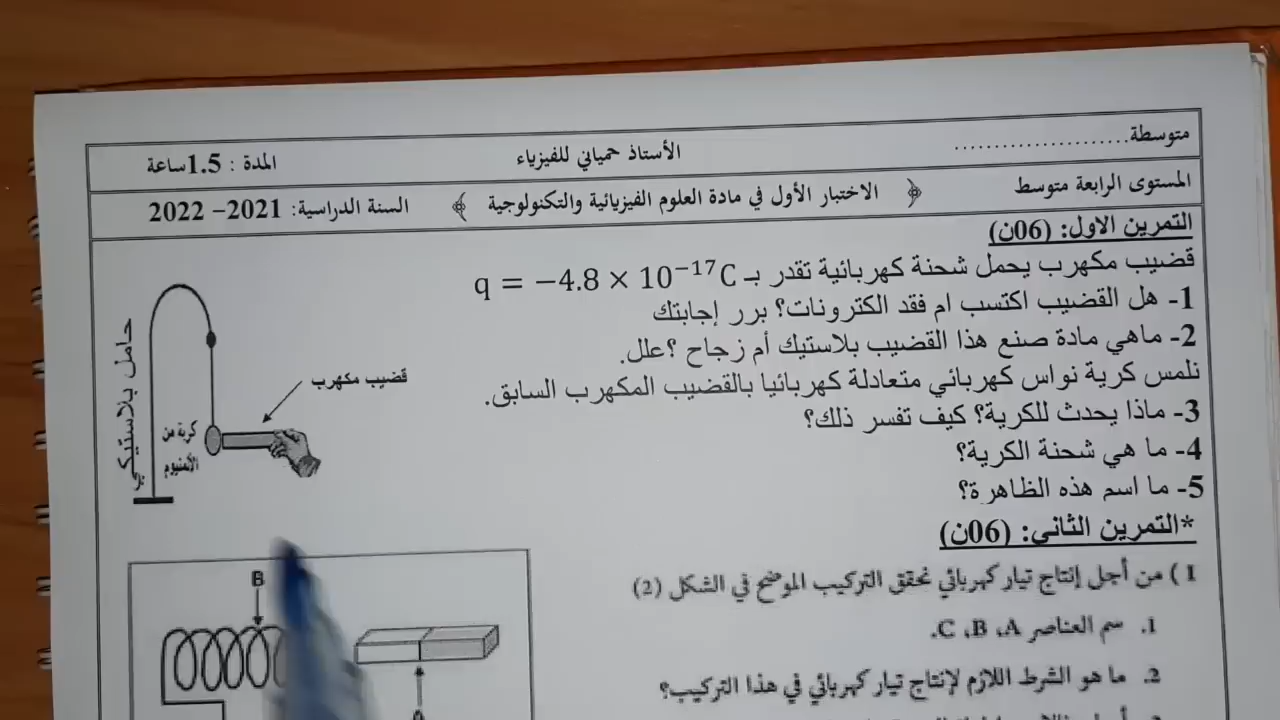 متوسطة......................
الأستاذ حمياني للفيزياء
المدة : 1.5ساعة
المستوى الرابعة متوسط
الاختبار الأول في مادة العلوم الفيزيائية والتكنولوجية
السنة الدراسية: 2021– 2022
التمرين الاول: (06ن)
قضيب مكهرب يحمل شحنة كهربائية تقدر بـ q = −4.8 × 10⁻¹⁷C
1- هل القضيب اكتسب ام فقد الكترونات؟ برر إجابتك
2- ماهي مادة صنع هذا القضيب بلاستيك أم زجاج ؟علل.
نلمس كرية نواس كهربائي متعادلة كهربائيا بالقضيب المكهرب السابق.
3- ماذا يحدث للكرية؟ كيف تفسر ذلك؟
4- ما هي شحنة الكرية؟
5- ما اسم هذه الظاهرة؟
حامل بلاستيكي
قضيب مكهرب
كرية من
الألمنيوم
*التمرين الثاني: (06ن)
1 ) من أجل إنتاج تيار كهربائي نحقق التركيب الموضح في الشكل (2)
1. سم العناصر A، B، C.
2. ما هو الشرط اللازم لإنتاج تيار كهربائي في هذا التركيب؟
B